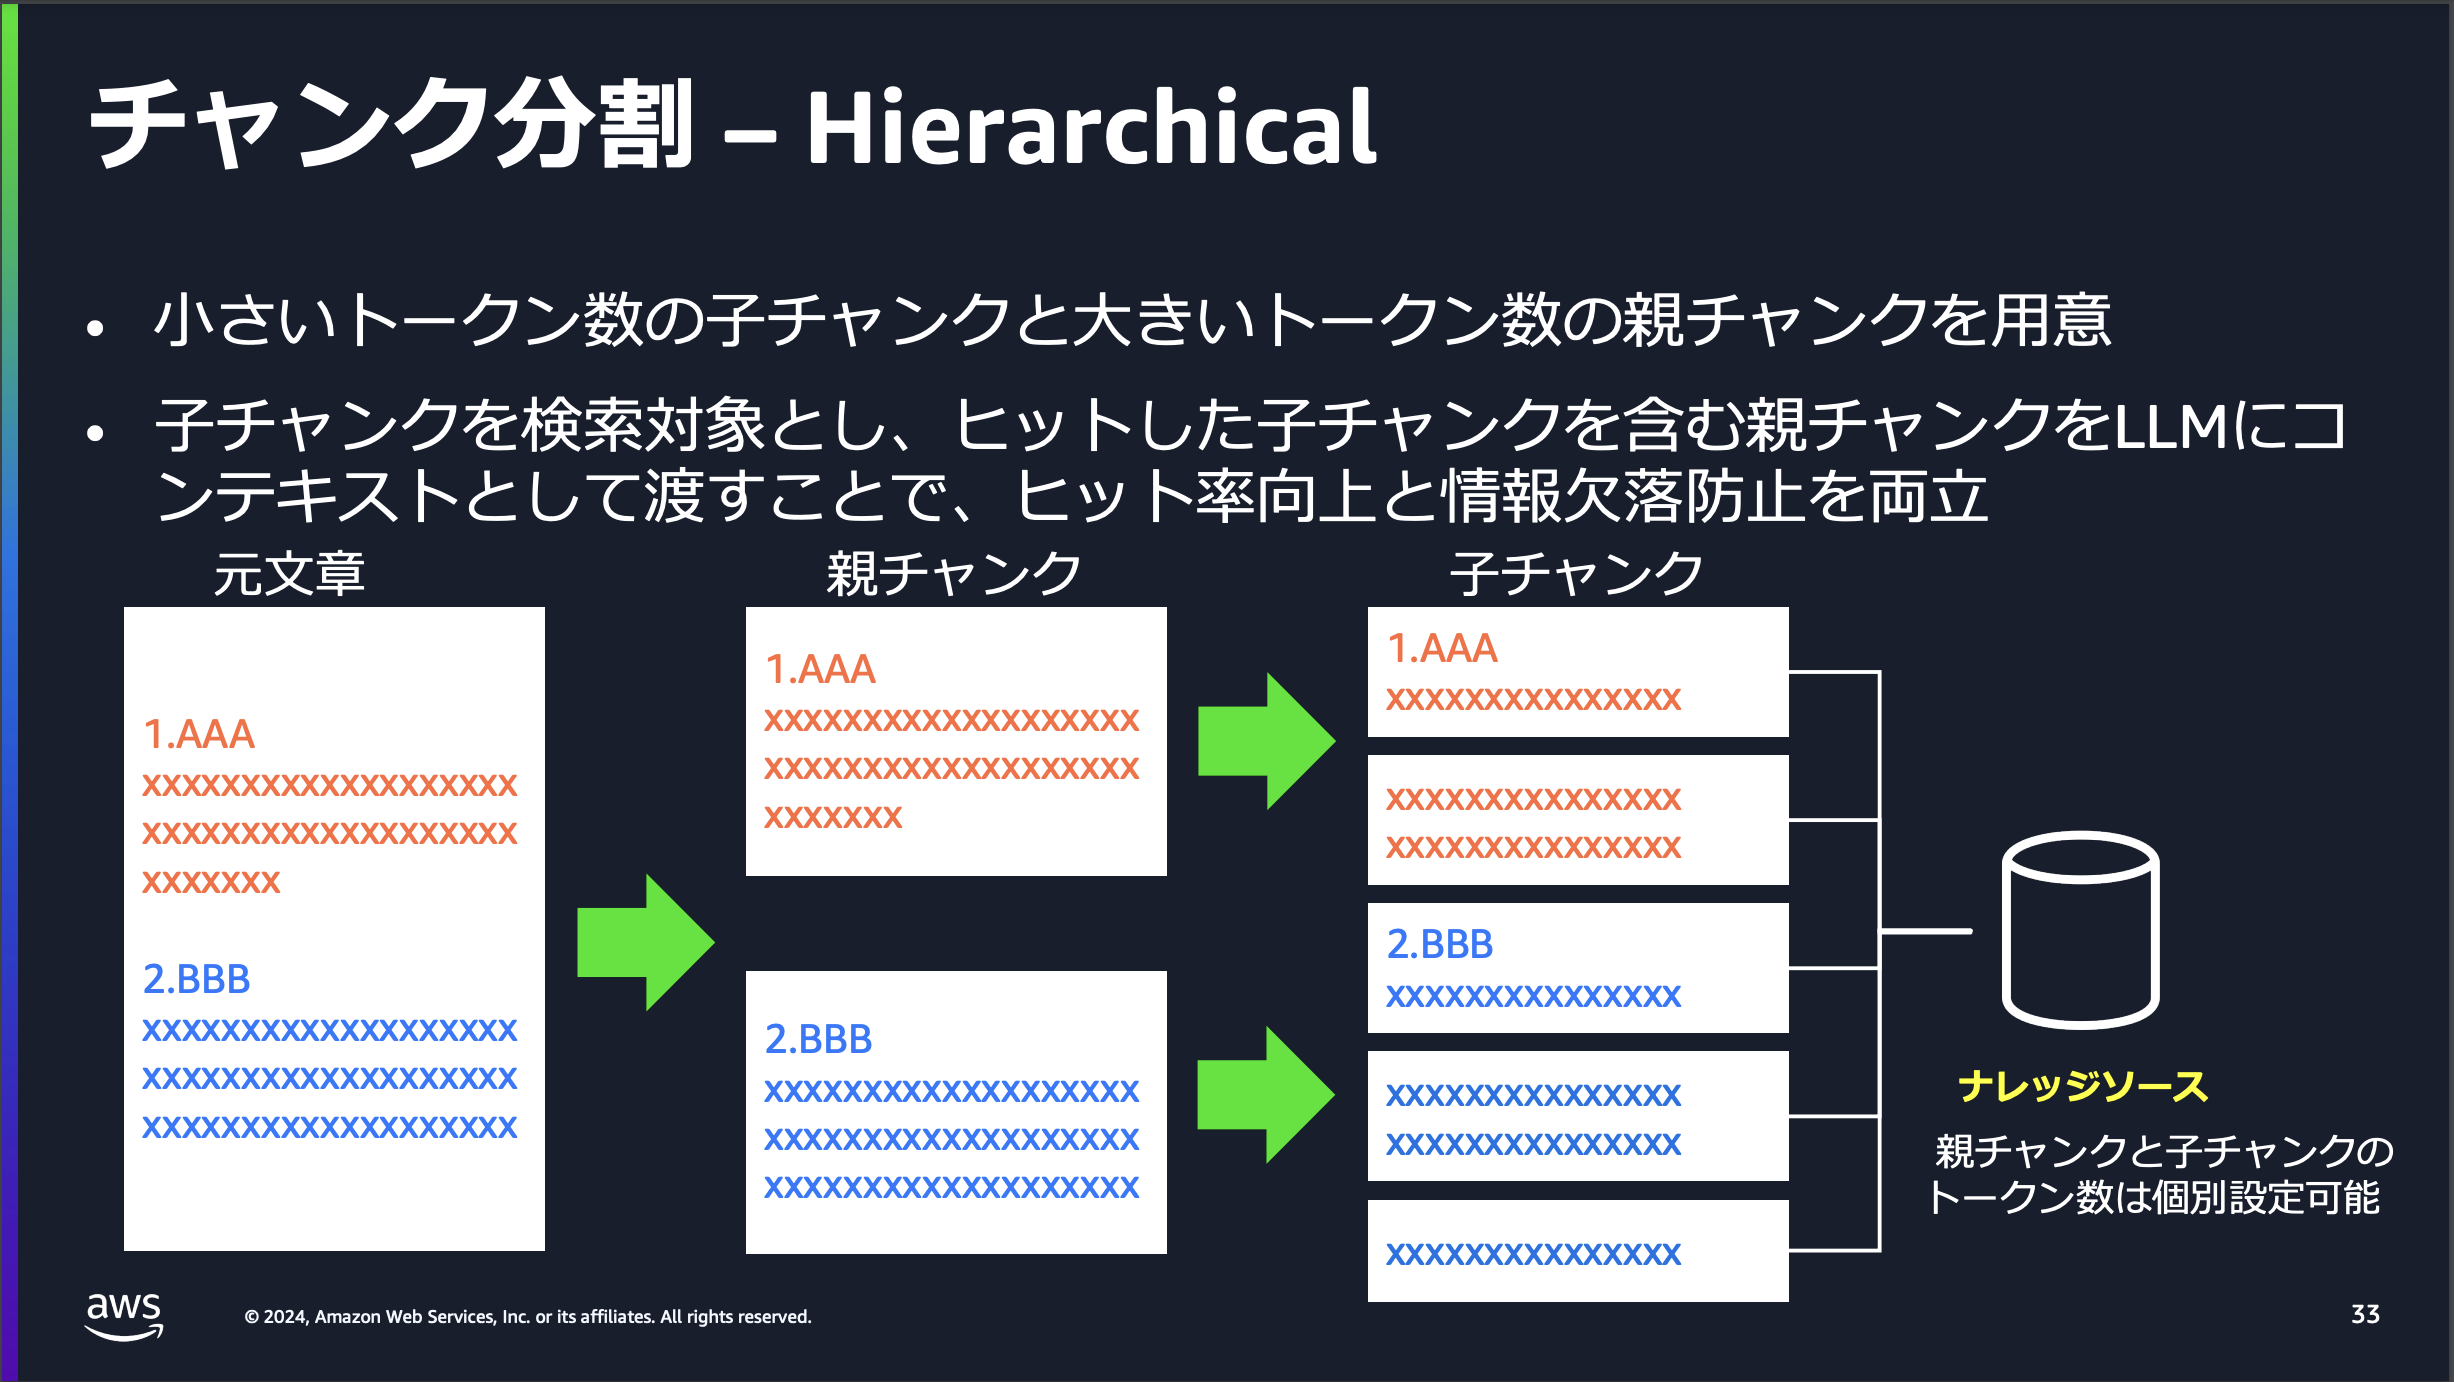 チャンク分割 – Hierarchical
• 小さいトークン数の子チャンクと大きいトークン数の親チャンクを用意
• 子チャンクを検索対象とし、ヒットした子チャンクを含む親チャンクをLLMにコ
ンテキストとして渡すことで、ヒット率向上と情報欠落防止を両立
元文章
1.AAA
xxxxxxxxxxxxxxxxxxx
xxxxxxxxxxxxxxxxxxx
xxxxxxx
2.BBB
xxxxxxxxxxxxxxxxxxx
xxxxxxxxxxxxxxxxxxx
xxxxxxxxxxxxxxxxxxx
親チャンク
1.AAA
xxxxxxxxxxxxxxxxxxx
xxxxxxxxxxxxxxxxxxx
xxxxxxx
2.BBB
xxxxxxxxxxxxxxxxxxx
xxxxxxxxxxxxxxxxxxx
xxxxxxxxxxxxxxxxxxx
子チャンク
1.AAA
xxxxxxxxxxxxxxx
xxxxxxxxxxxxxxx
xxxxxxxxxxxxxxx
2.BBB
xxxxxxxxxxxxxxx
xxxxxxxxxxxxxxx
xxxxxxxxxxxxxxx
xxxxxxxxxxxxxxx
ナレッジソース
親チャンクと子チャンクの
トークン数は個別設定可能
aws
© 2024, Amazon Web Services, Inc. or its affiliates. All rights reserved.
33